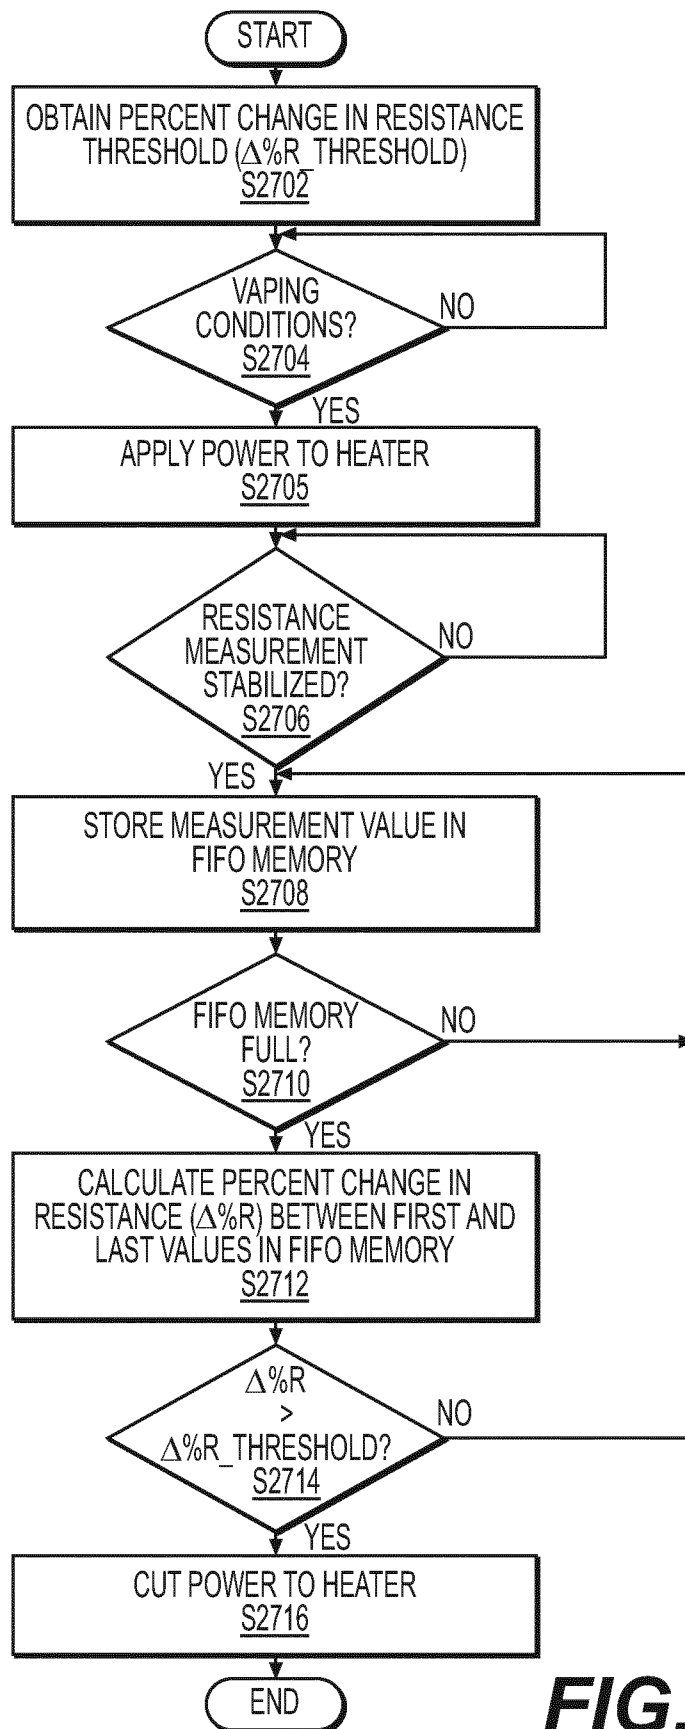 START
OBTAIN PERCENT CHANGE IN RESISTANCE
THRESHOLD (Δ%R_THRESHOLD)
S2702
VAPING
CONDITIONS?
S2704
NO
YES
APPLY POWER TO HEATER
S2705
RESISTANCE
MEASUREMENT
STABILIZED?
S2706
NO
YES
STORE MEASUREMENT VALUE IN
FIFO MEMORY
S2708
FIFO MEMORY
FULL?
S2710
NO
YES
CALCULATE PERCENT CHANGE IN
RESISTANCE (Δ%R) BETWEEN FIRST AND
LAST VALUES IN FIFO MEMORY
S2712
Δ%R
>
Δ%R_THRESHOLD?
S2714
NO
YES
CUT POWER TO HEATER
S2716
END
FIG.